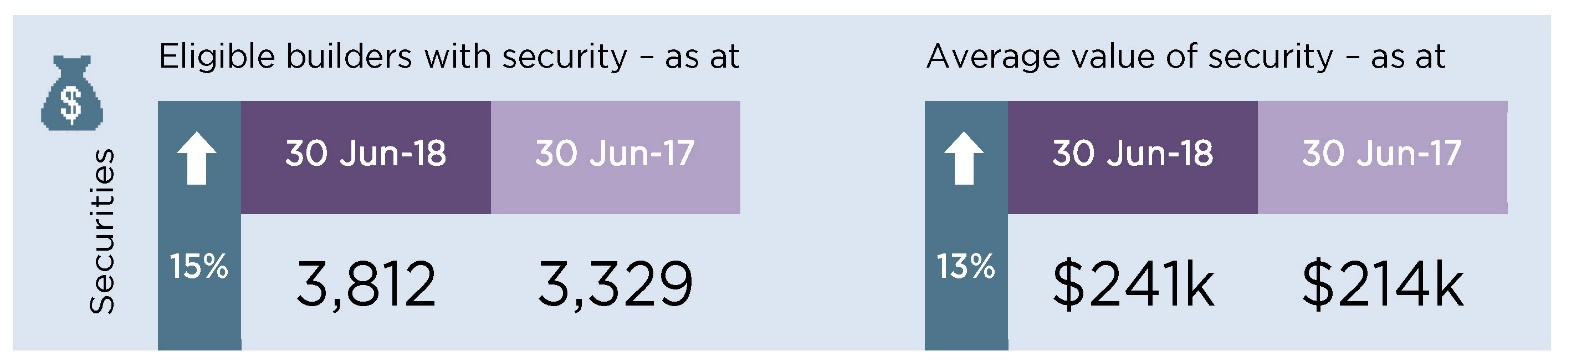 $
Securities
Eligible builders with security – as at
30 Jun-18 30 Jun-17
15% 3,812 3,329
Average value of security – as at
30 Jun-18 30 Jun-17
13% $241k $214k